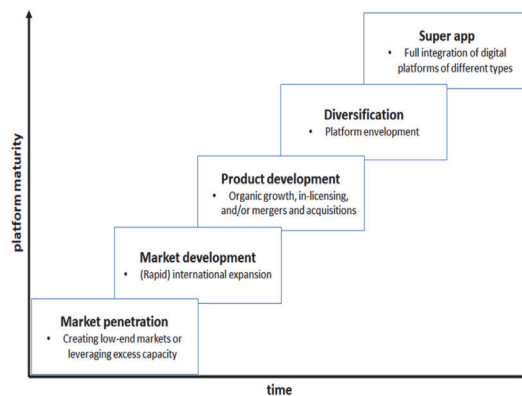 Super app
• Full integration of digital
platforms of different types
Diversification
• Platform envelopment
Product development
• Organic growth, in-licensing,
and/or mergers and acquisitions
Market development
• (Rapid) international expansion
Market penetration
• Creating low-end markets or
leveraging excess capacity
platform maturity
time